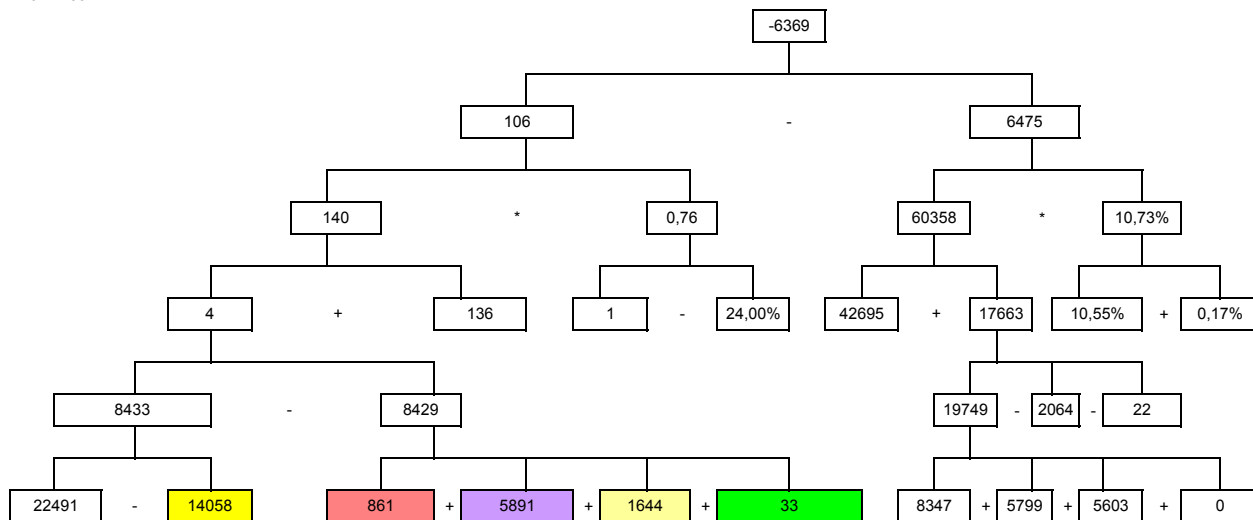 -6369
106 - 6475
140 * 0,76 60358 * 10,73%
4 + 136 1 - 24,00% 42695 + 17663 10,55% + 0,17%
8433 - 8429 19749 - 2064 - 22
22491 - 14058 861 + 5891 + 1644 + 33 8347 + 5799 + 5603 + 0